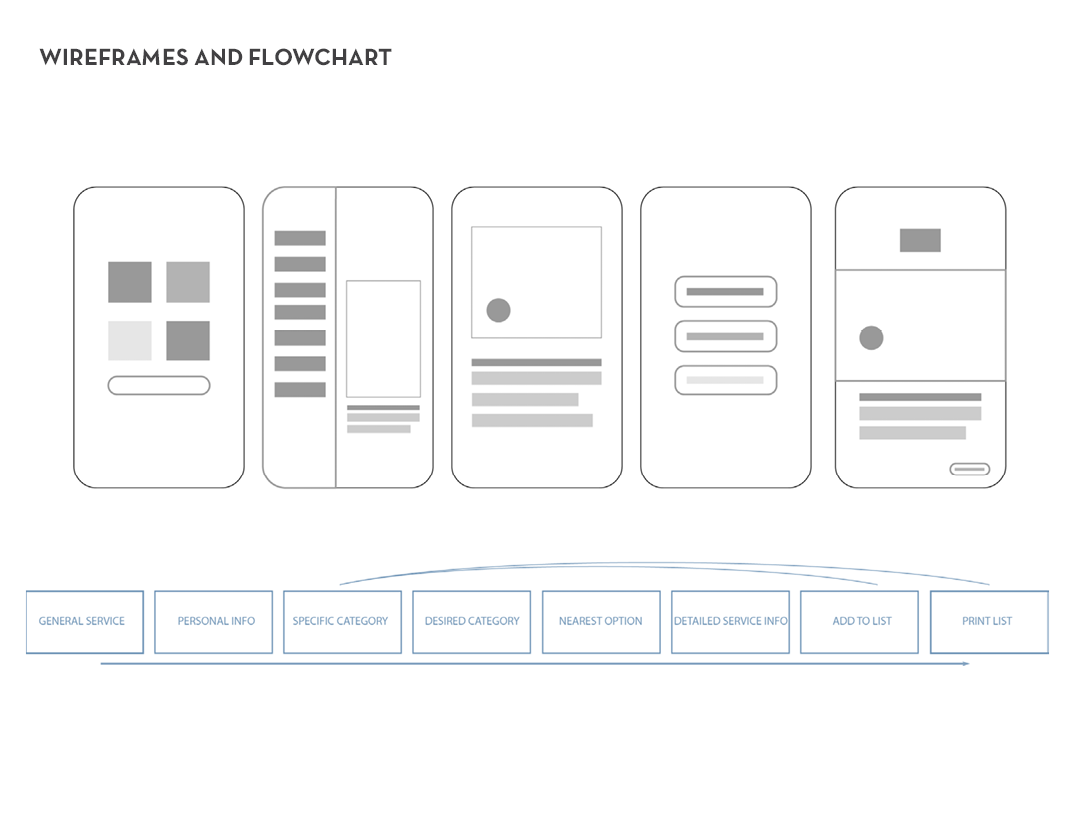 WIREFRAMES AND FLOWCHART
GENERAL SERVICE
PERSONAL INFO
SPECIFIC CATEGORY
DESIRED CATEGORY
NEAREST OPTION
DETAILED SERVICE INFO
ADD TO LIST
PRINT LIST